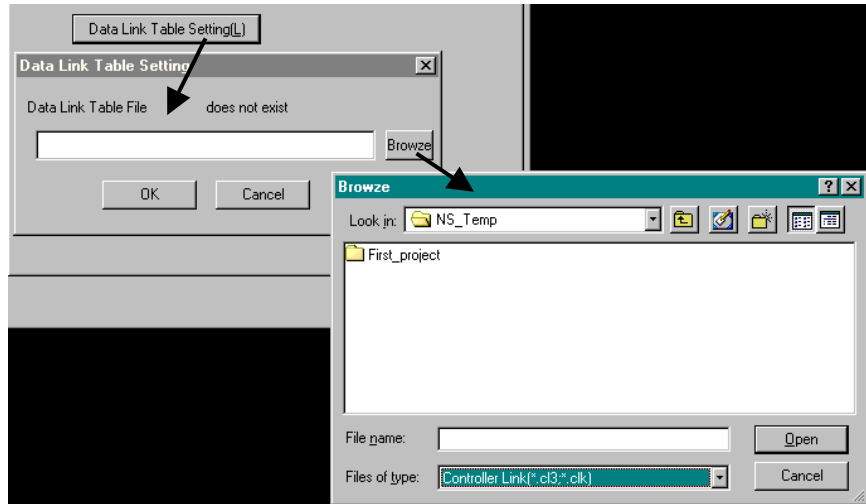 Data Link Table Setting(L)
Data Link Table Setting
Data Link Table File does not exist
Browze
OK Cancel
Browze
Look in: NS_Temp
First_project
File name: Open
Files of type: Controller Link(*.cl3;*.clk) Cancel